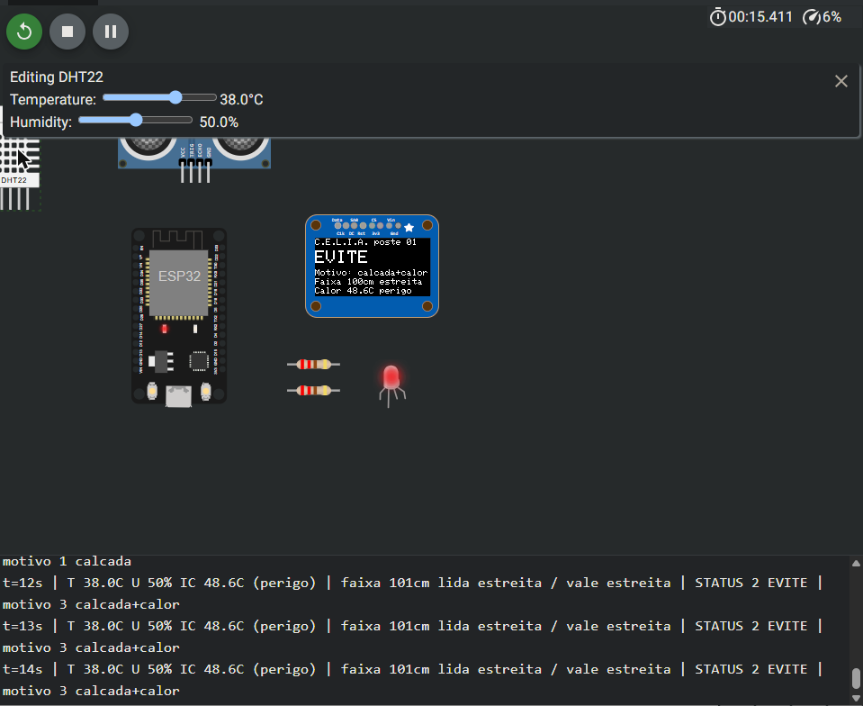 00:15.411 6%
Editing DHT22
Temperature: 38.0°C
Humidity: 50.0%
DHT22
VCC TRIG ECHO GND
C.E.L.I.A. poste 01
EVITE
Motivo: calcada+calor
Faixa 100cm estreita
Calor 48.6C perigo
ESP32
motivo 1 calcada
t=12s | T 38.0C U 50% IC 48.6C (perigo) | faixa 101cm lida estreita / vale estreita | STATUS 2 EVITE |
motivo 3 calcada+calor
t=13s | T 38.0C U 50% IC 48.6C (perigo) | faixa 101cm lida estreita / vale estreita | STATUS 2 EVITE |
motivo 3 calcada+calor
t=14s | T 38.0C U 50% IC 48.6C (perigo) | faixa 101cm lida estreita / vale estreita | STATUS 2 EVITE |
motivo 3 calcada+calor